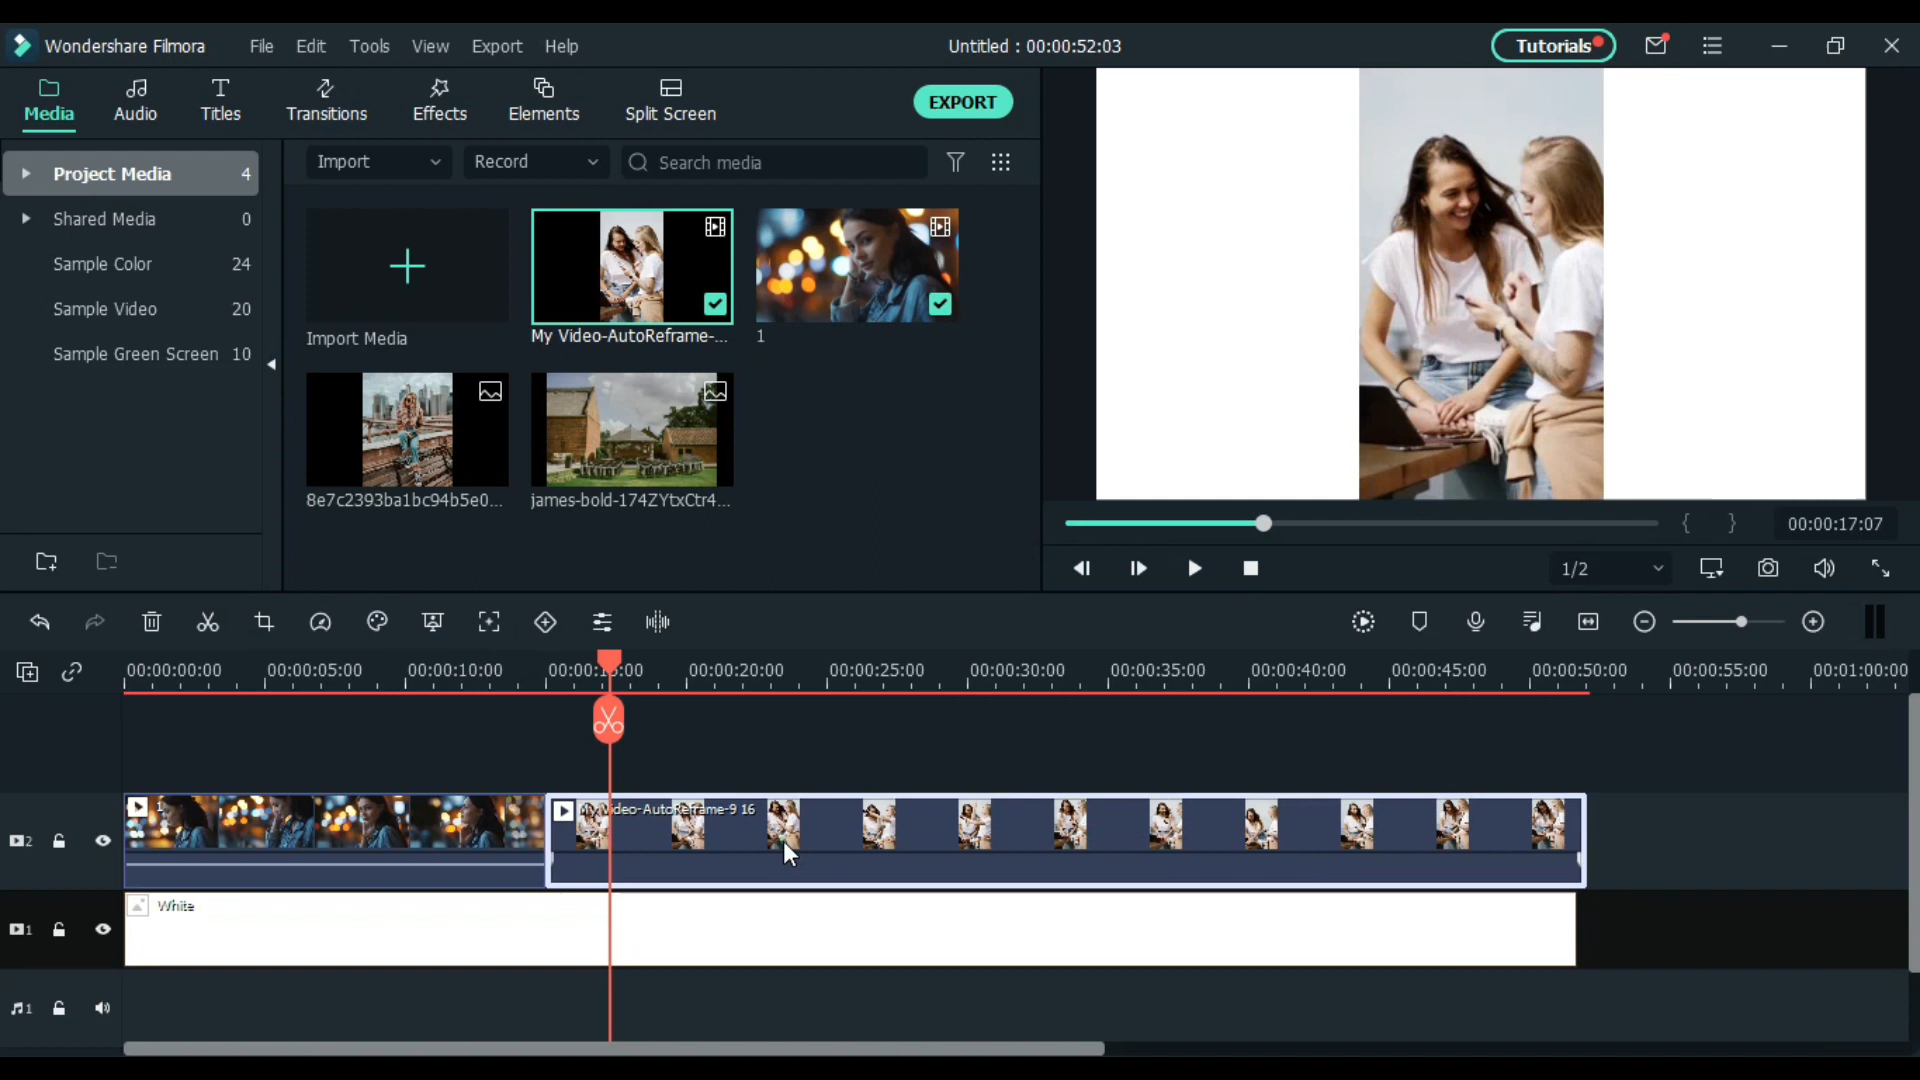 Wondershare Filmora File Edit Tools View Export Help Untitled : 00:00:52:03 Tutorials
Media Audio Titles Transitions Effects Elements Split Screen EXPORT
Project Media 4
Shared Media 0
Sample Color 24
Sample Video 20
Sample Green Screen 10
Import Record Search media
Import Media
My Video-AutoReframe-...
1
8e7c2393ba1bc94b5e0...
james-bold-174ZYtxCtr4...
00:00:17:07
1/2
00:00:00:00 00:00:05:00 00:00:10:00 00:00:15:00 00:00:20:00 00:00:25:00 00:00:30:00 00:00:35:00 00:00:40:00 00:00:45:00 00:00:50:00 00:00:55:00 00:01:00:00
2
1
My Video-AutoReframe-9 16
1
White
1